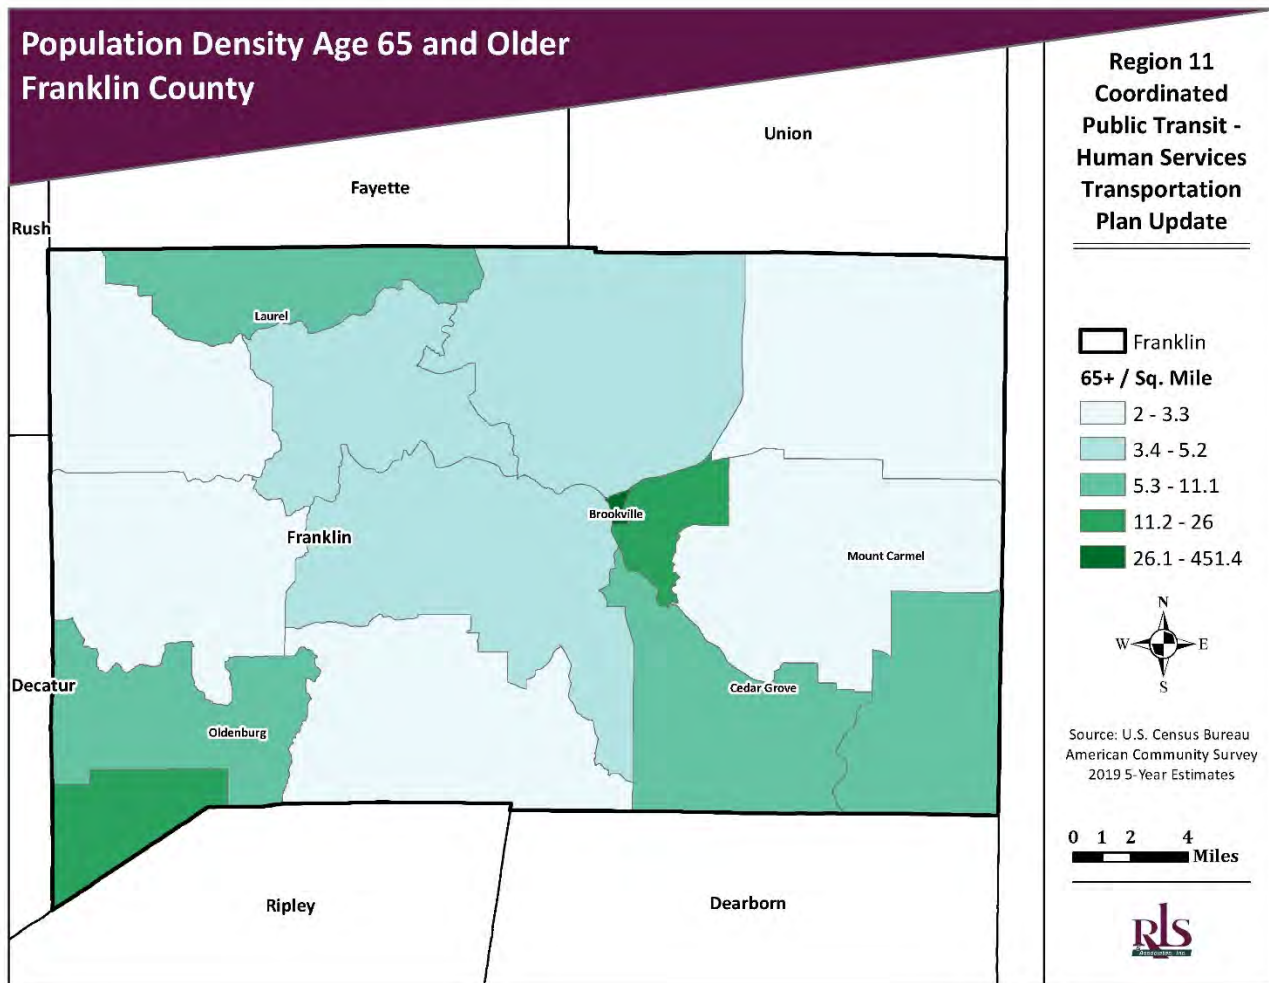 Population Density Age 65 and Older
Franklin County
Region 11
Coordinated
Public Transit -
Human Services
Transportation
Plan Update
Union
Fayette
Rush
Laurel
Brookville
Franklin
Mount Carmel
Decatur
Cedar Grove
Oldenburg
Ripley
Dearborn
Franklin
65+ / Sq. Mile
2 - 3.3
3.4 - 5.2
5.3 - 11.1
11.2 - 26
26.1 - 451.4
N
W E
S
Source: U.S. Census Bureau
American Community Survey
2019 5-Year Estimates
0 1 2 4
Miles
RLS
& Associates, Inc.